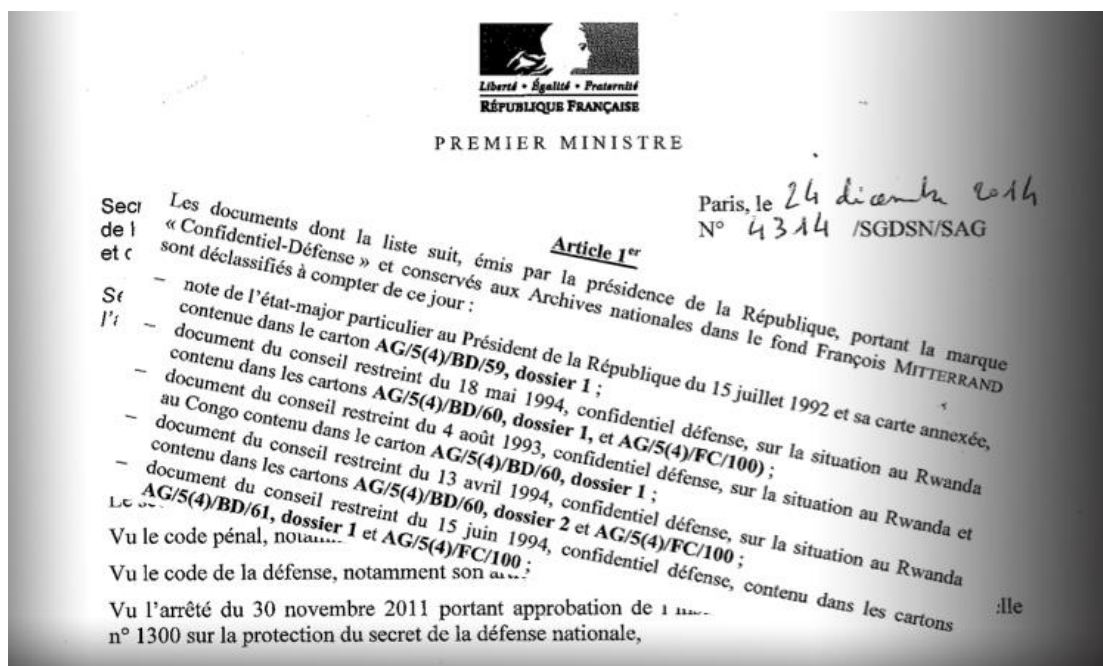 Liberté • Égalité • Fraternité
RÉPUBLIQUE FRANÇAISE
PREMIER MINISTRE
Paris, le 24 décembre 2014
N° 4314 /SGDSN/SAG
Article 1er
Les documents dont la liste suit, émis par la présidence de la République, portant la marque
« Confidentiel-Défense » et conservés aux Archives nationales dans le fond François MITTERRAND
sont déclassifiés à compter de ce jour :
– note de l'état-major particulier au Président de la République du 15 juillet 1992 et sa carte annexée,
contenue dans le carton AG/5(4)/BD/59, dossier 1 ;
– document du conseil restreint du 18 mai 1994, confidentiel défense, sur la situation au Rwanda
contenu dans les cartons AG/5(4)/BD/60, dossier 1, et AG/5(4)/FC/100) ;
– document du conseil restreint du 4 août 1993, confidentiel défense, sur la situation au Rwanda et
au Congo contenu dans le carton AG/5(4)/BD/60, dossier 1 ;
– document du conseil restreint du 13 avril 1994, confidentiel défense, sur la situation au Rwanda
contenu dans les cartons AG/5(4)/BD/60, dossier 2 et AG/5(4)/FC/100 ;
– document du conseil restreint du 15 juin 1994, confidentiel défense, contenu dans les cartons
AG/5(4)/BD/61, dossier 1 et AG/5(4)/FC/100 ;
Vu le code pénal,
Vu le code de la défense, notamment son
Vu l'arrêté du 30 novembre 2011 portant approbation de
n° 1300 sur la protection du secret de la défense nationale,